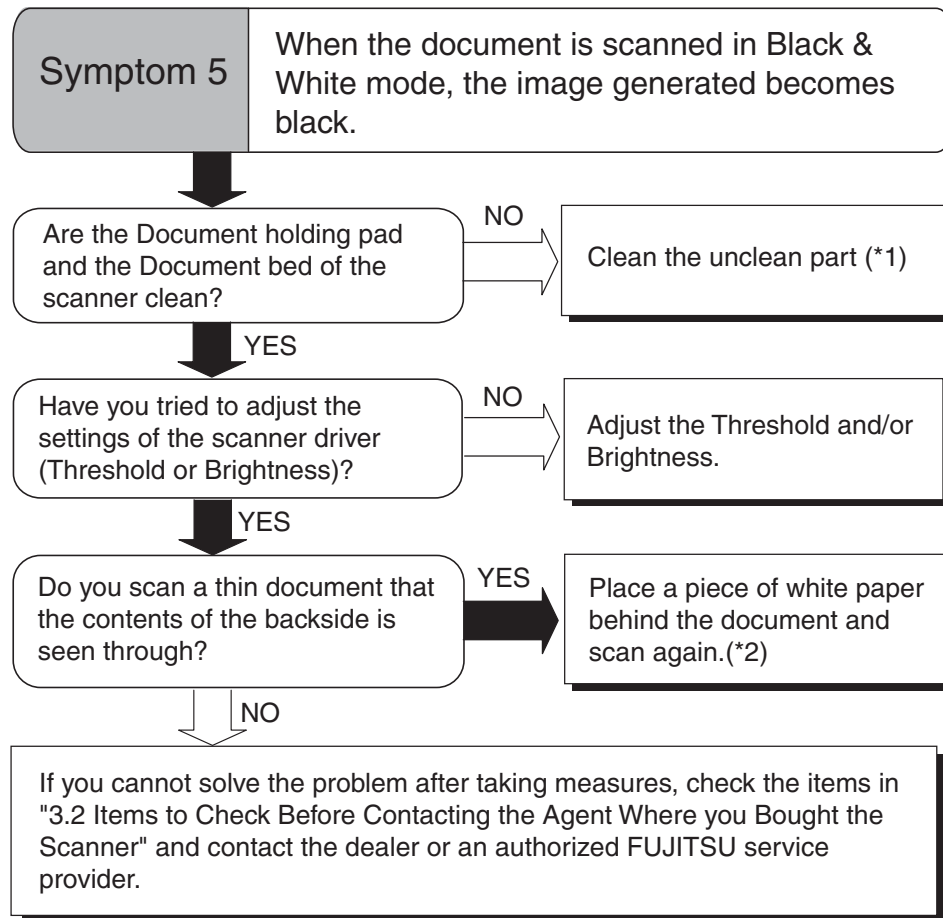 Symptom 5
When the document is scanned in Black &
White mode, the image generated becomes
black.
Are the Document holding pad
and the Document bed of the
scanner clean?
NO
Clean the unclean part (*1)
YES
Have you tried to adjust the
settings of the scanner driver
(Threshold or Brightness)?
NO
Adjust the Threshold and/or
Brightness.
YES
Do you scan a thin document that
the contents of the backside is
seen through?
YES
Place a piece of white paper
behind the document and
scan again.(*2)
NO
If you cannot solve the problem after taking measures, check the items in
"3.2 Items to Check Before Contacting the Agent Where you Bought the
Scanner" and contact the dealer or an authorized FUJITSU service
provider.